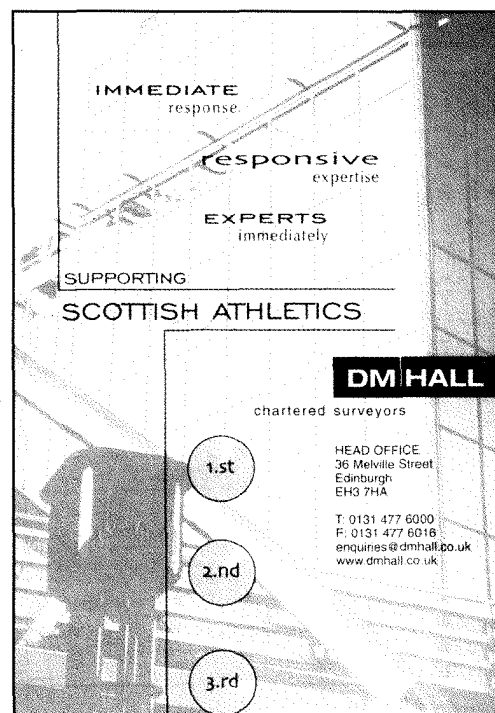 IMMEDIATE
response
responsive
expertise
EXPERTS
immediately
SUPPORTING
SCOTTISH ATHLETICS
DM HALL
chartered surveyors
1.st
HEAD OFFICE
36 Melville Street
Edinburgh
EH3 7HA
T: 0131 477 6000
F: 0131 477 6016
enquiries@dmhall.co.uk
www.dmhall.co.uk
2.nd
3.rd